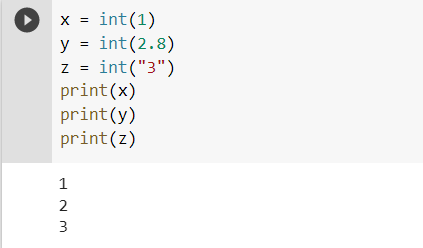 x = int(1)
y = int(2.8)
z = int("3")
print(x)
print(y)
print(z)
1
2
3